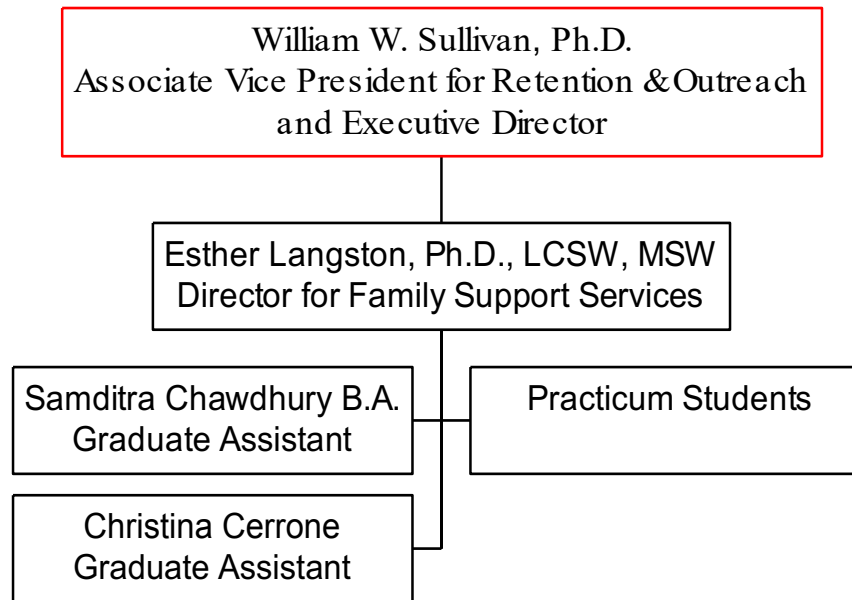 William W. Sullivan, Ph.D.
Associate Vice President for Retention &Outreach
and Executive Director
Esther Langston, Ph.D., LCSW, MSW
Director for Family Support Services
Samditra Chawdhury B.A.
Graduate Assistant
Practicum Students
Christina Cerrone
Graduate Assistant